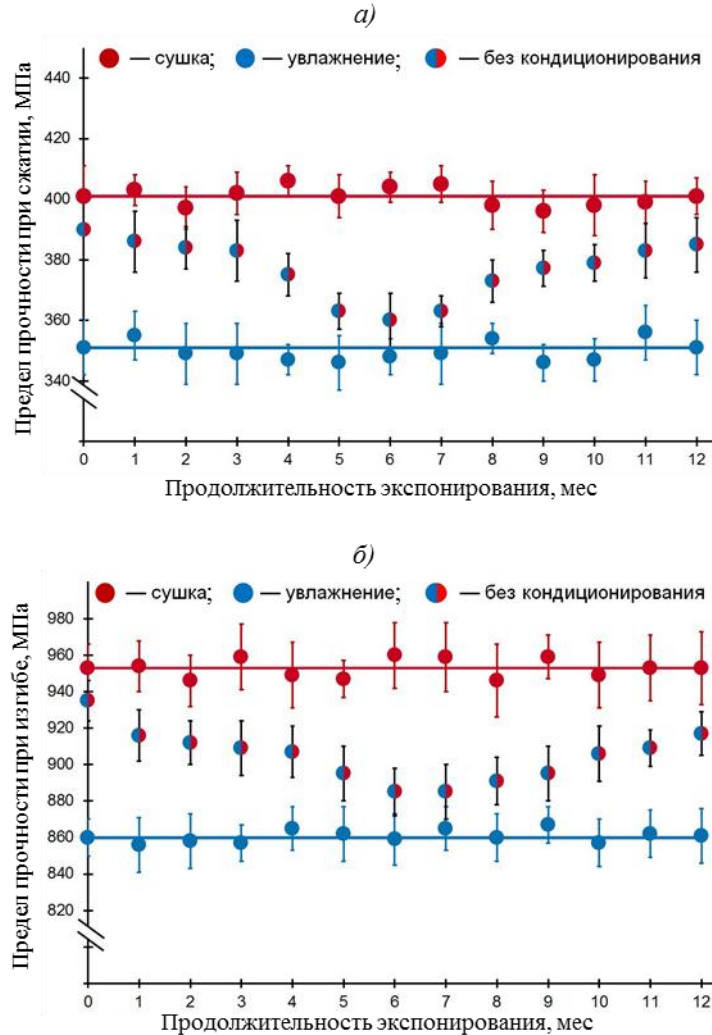 а)
— сушка; — увлажнение; — без кондиционирования
Предел прочности при сжатии, МПа
440
420
400
380
360
340
0 1 2 3 4 5 6 7 8 9 10 11 12
Продолжительность экспонирования, мес
б)
— сушка; — увлажнение; — без кондиционирования
Предел прочности при изгибе, МПа
980
960
940
920
900
880
860
840
820
0 1 2 3 4 5 6 7 8 9 10 11 12
Продолжительность экспонирования, мес